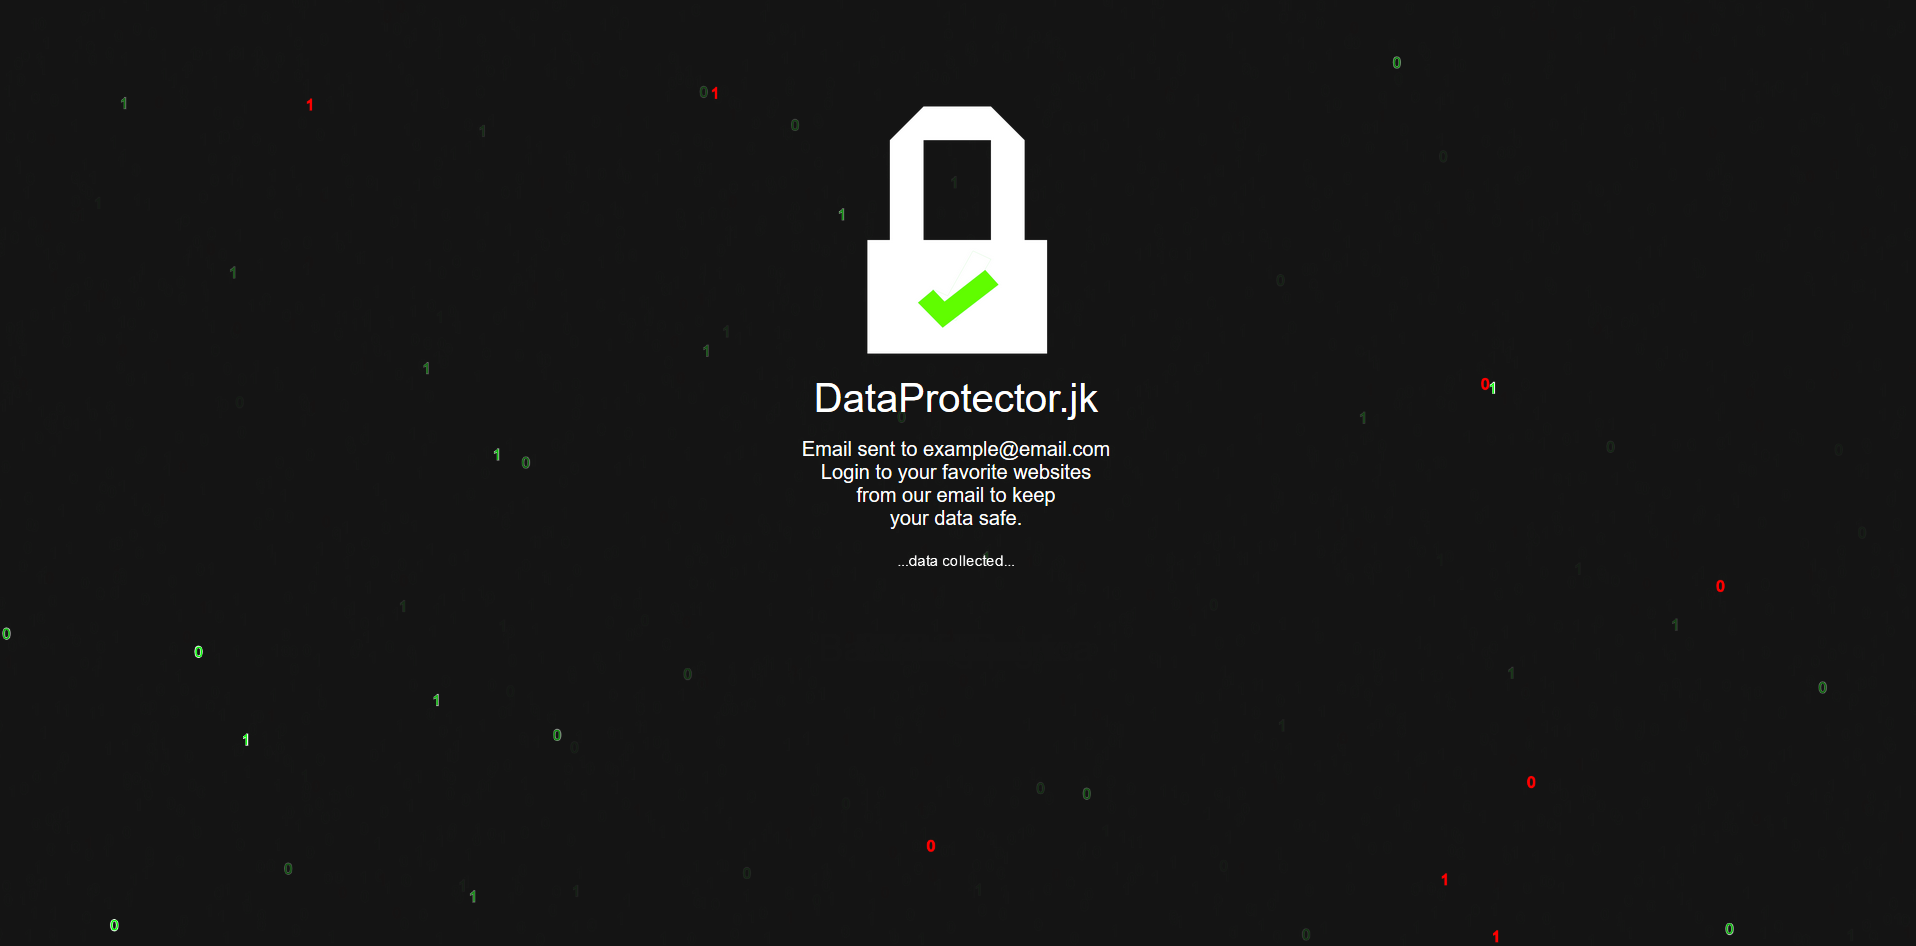 DataProtector.jk
Email sent to example@email.com
Login to your favorite websites
from our email to keep
your data safe.
...data collected...